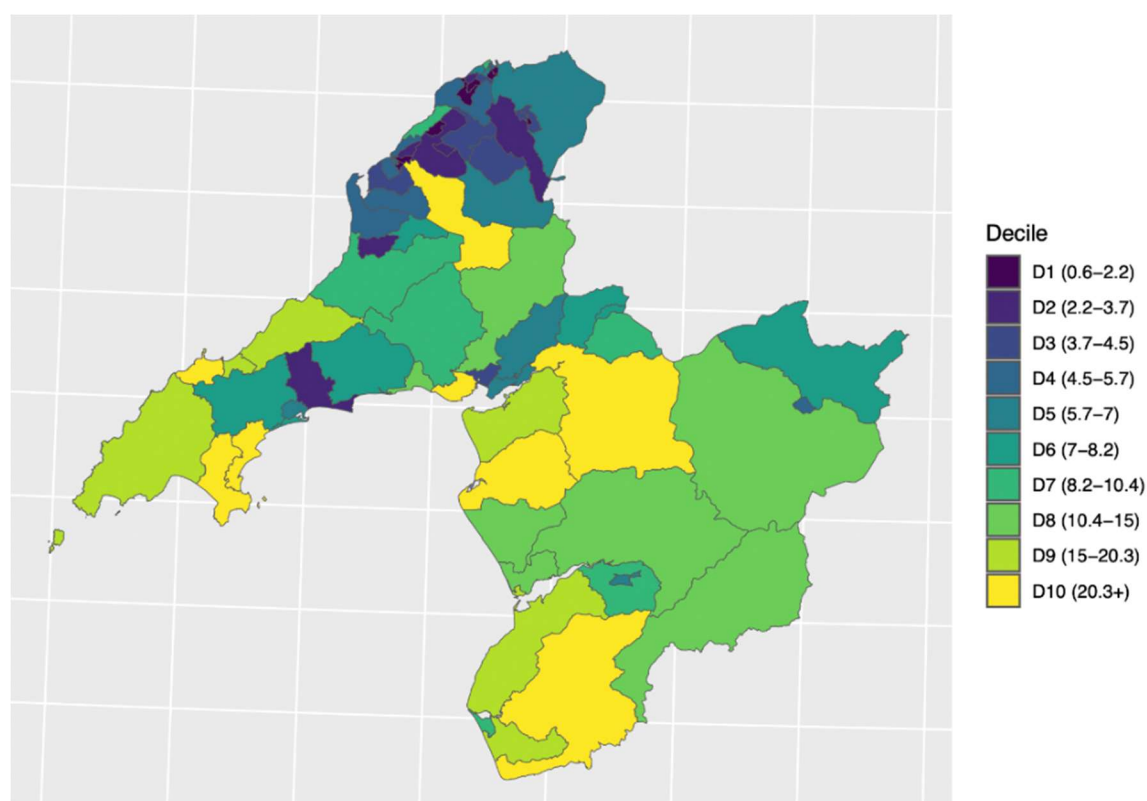 Decile
D1 (0.6–2.2)
D2 (2.2–3.7)
D3 (3.7–4.5)
D4 (4.5–5.7)
D5 (5.7–7)
D6 (7–8.2)
D7 (8.2–10.4)
D8 (10.4–15)
D9 (15–20.3)
D10 (20.3+)